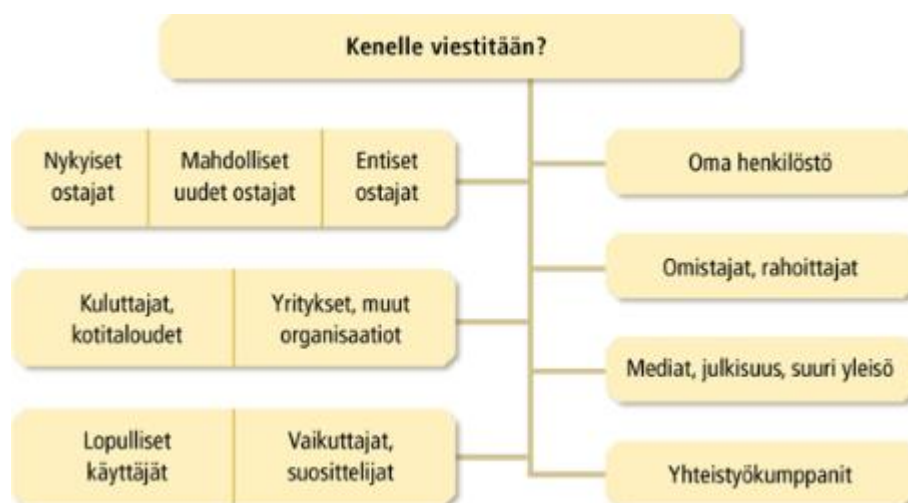 Kenelle viestitään?
Nykyiset
ostajat
Mahdolliset
uudet ostajat
Entiset
ostajat
Kuluttajat,
kotitaloudet
Yritykset, muut
organisaatiot
Lopulliset
käyttäjät
Vaikuttajat,
suosittelijat
Oma henkilöstö
Omistajat, rahoittajat
Mediat, julkisuus, suuri yleisö
Yhteistyökumppanit